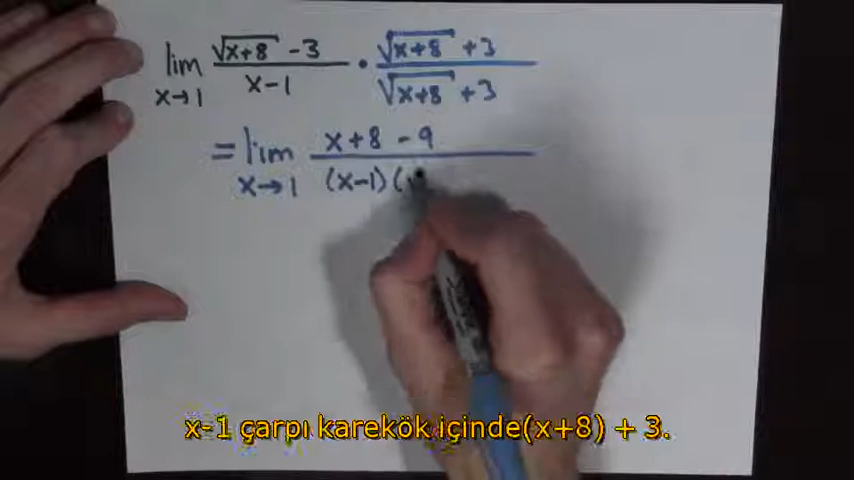 lim x→1 (√(x+8) - 3)/(x-1) • (√(x+8) + 3)/(√(x+8) + 3)
= lim x→1 (x+8 - 9)/((x-1)(√
x-1 çarpı karekök içinde(x+8) + 3.